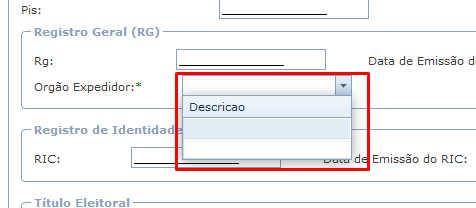 Pis:
Registro Geral (RG)
Rg: Data de Emissão do
Orgão Expedidor:*
Descricao
Registro de Identidade
RIC: Data de Emissão do RIC:
Título Eleitoral